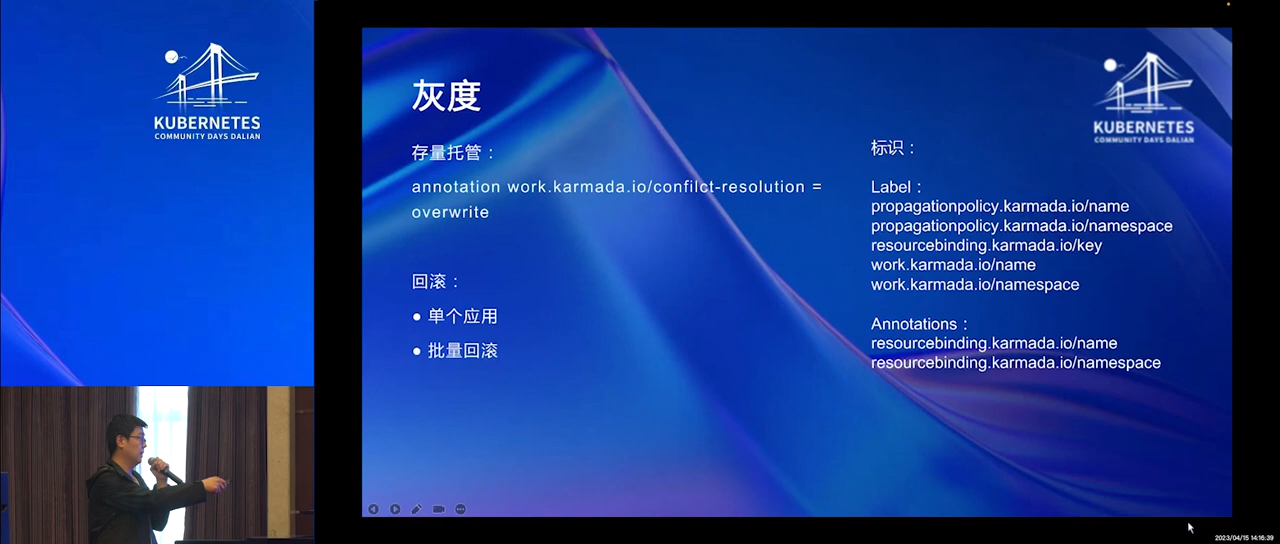 KUBERNETES
COMMUNITY DAYS DALIAN
灰度
存量托管：
annotation work.karmada.io/confilct-resolution =
overwrite
回滚：
● 单个应用
● 批量回滚
KUBERNETES
COMMUNITY DAYS DALIAN
标识：
Label：
propagationpolicy.karmada.io/name
propagationpolicy.karmada.io/namespace
resourcebinding.karmada.io/key
work.karmada.io/name
work.karmada.io/namespace
Annotations：
resourcebinding.karmada.io/name
resourcebinding.karmada.io/namespace
2023/04/15 14:16:39